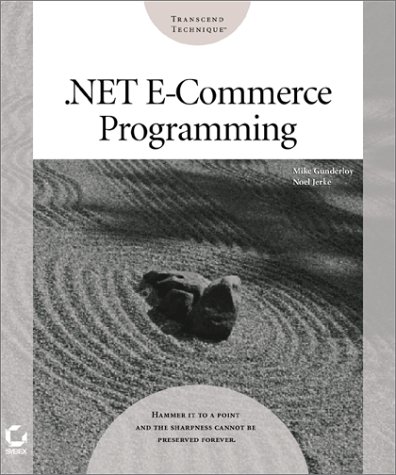 TRANSCEND
TECHNIQUE™
.NET E-Commerce
Programming
Mike Gunderloy
Noel Jerke
HAMMER IT TO A POINT
AND THE SHARPNESS CANNOT BE
PRESERVED FOREVER.
SYBEX